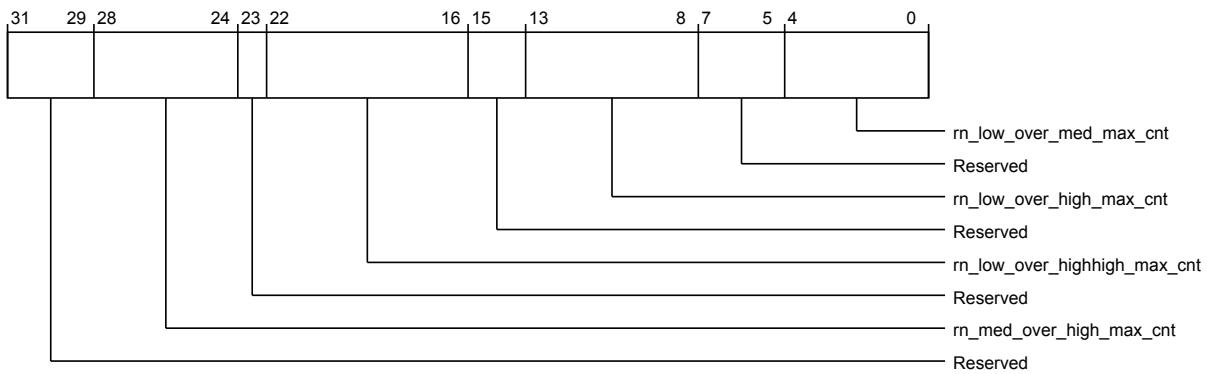 31 29 28 24 23 22 16 15 13 8 7 5 4 0
rn_low_over_med_max_cnt
Reserved
rn_low_over_high_max_cnt
Reserved
rn_low_over_highhigh_max_cnt
Reserved
rn_med_over_high_max_cnt
Reserved